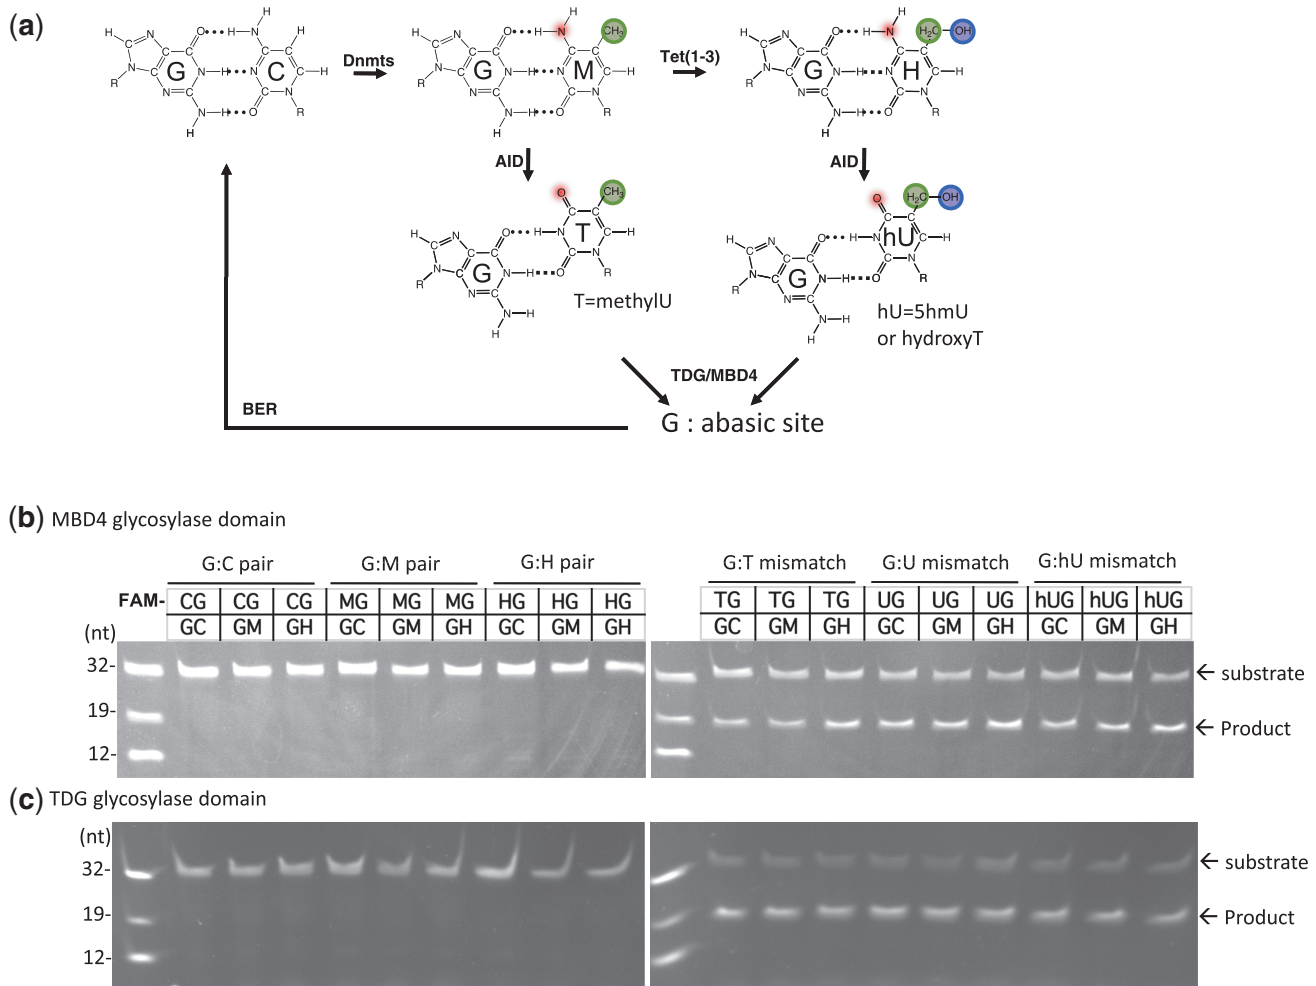 (a)
Dnmts
Tet(1-3)
G C
G M
G H
AID
AID
G T
T=methylU
G hU
hU=5hmU
or hydroxyT
TDG/MBD4
BER
G : abasic site
(b) MBD4 glycosylase domain
G:C pair G:M pair G:H pair G:T mismatch G:U mismatch G:hU mismatch
FAM- CG CG CG MG MG MG HG HG HG TG TG TG UG UG UG hUG hUG hUG
GC GM GH GC GM GH GC GM GH GC GM GH GC GM GH GC GM GH
(nt)
32- ← substrate
19- ← Product
12-
(c) TDG glycosylase domain
(nt)
32- ← substrate
19- ← Product
12-